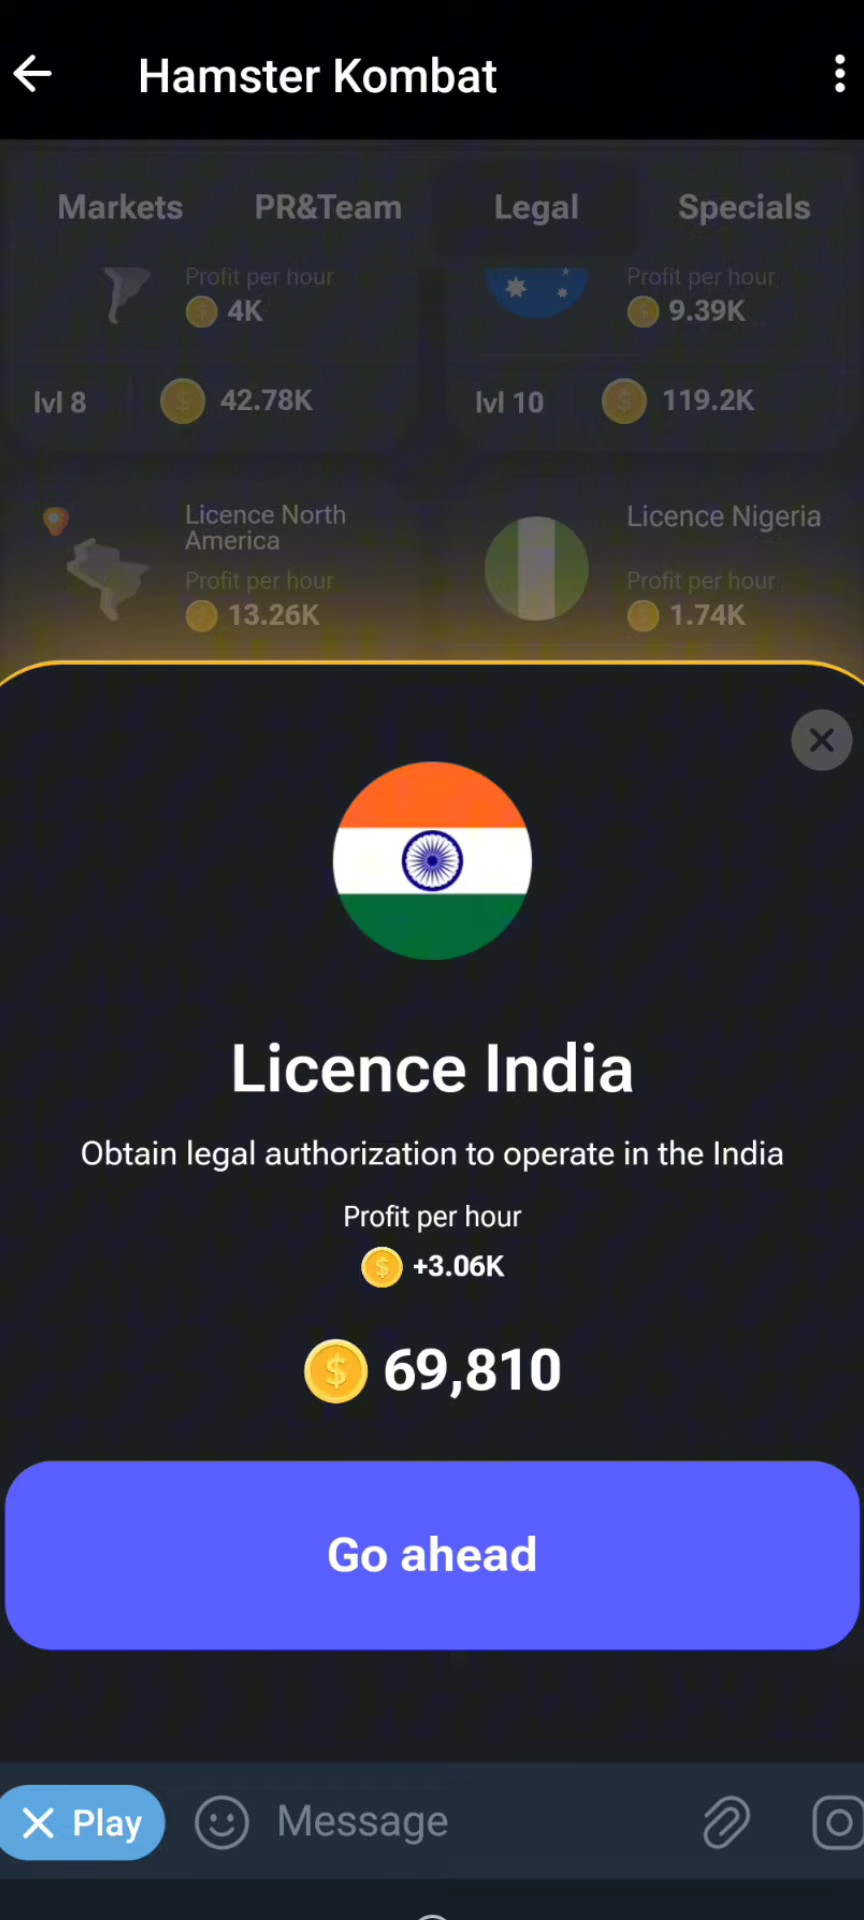 Hamster Kombat
Markets PR&Team Legal Specials
Profit per hour
4K
Profit per hour
9.39K
lvl 8 42.78K
lvl 10 119.2K
Licence North
America
Profit per hour
13.26K
Licence Nigeria
Profit per hour
1.74K
Licence India
Obtain legal authorization to operate in the India
Profit per hour
+3.06K
69,810
Go ahead
Play Message